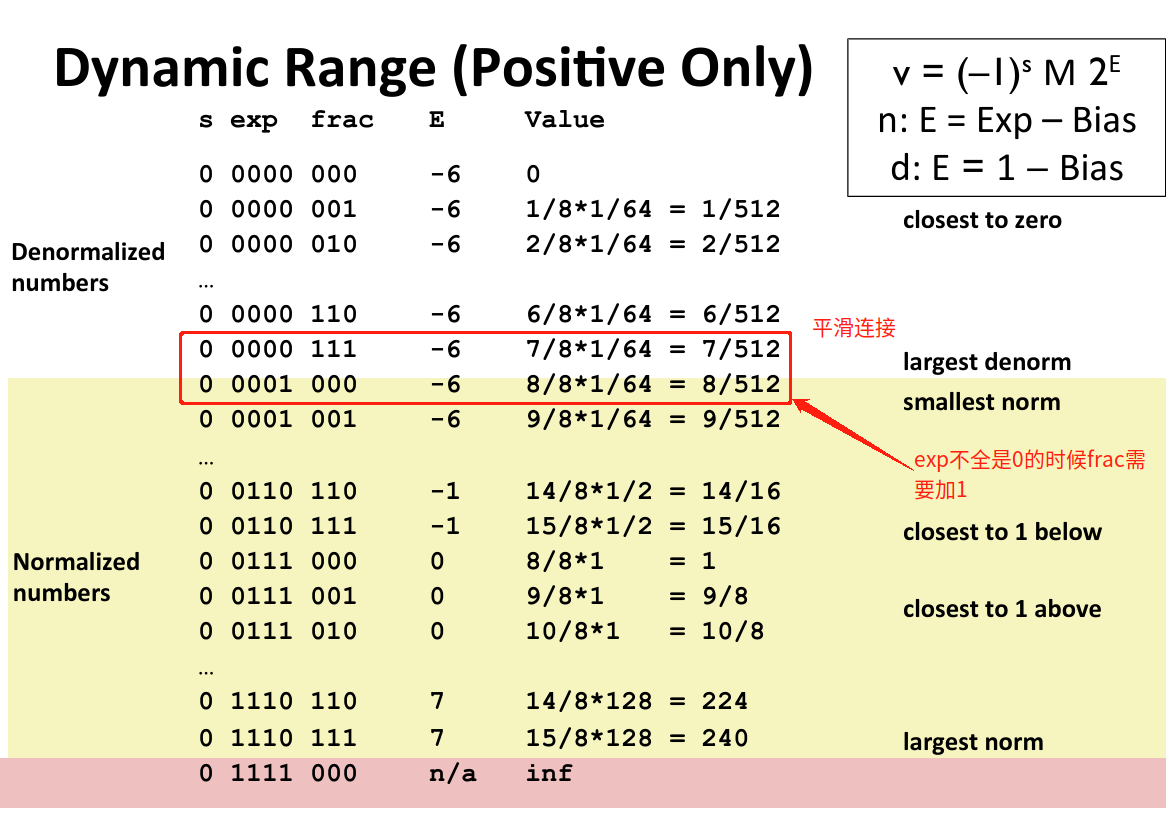 Dynamic Range (Positive Only)
v = (–1)ˢ M 2ᴱ
n: E = Exp – Bias
d: E = 1 – Bias
s exp frac E Value
0 0000 000 -6 0
0 0000 001 -6 1/8*1/64 = 1/512 closest to zero
0 0000 010 -6 2/8*1/64 = 2/512
Denormalized
numbers
…
0 0000 110 -6 6/8*1/64 = 6/512
平滑连接
0 0000 111 -6 7/8*1/64 = 7/512 largest denorm
0 0001 000 -6 8/8*1/64 = 8/512 smallest norm
0 0001 001 -6 9/8*1/64 = 9/512
…
exp不全是0的时候frac需
要加1
0 0110 110 -1 14/8*1/2 = 14/16
0 0110 111 -1 15/8*1/2 = 15/16 closest to 1 below
Normalized
numbers
0 0111 000 0 8/8*1 = 1
0 0111 001 0 9/8*1 = 9/8 closest to 1 above
0 0111 010 0 10/8*1 = 10/8
…
0 1110 110 7 14/8*128 = 224
0 1110 111 7 15/8*128 = 240 largest norm
0 1111 000 n/a inf